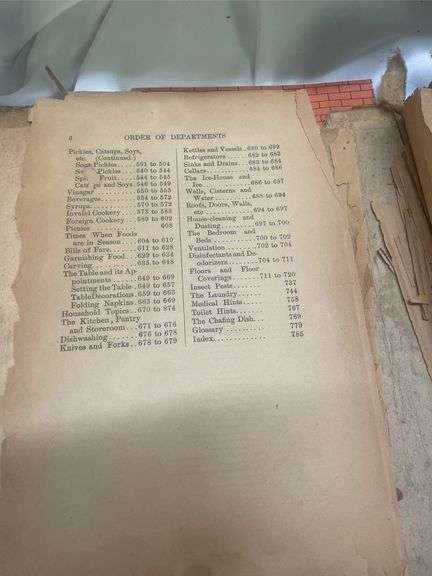 6 ORDER OF DEPARTMENTS
Pickles, Catsups, Soys,
etc. (Continued.)
Sour Pickles.... 531 to 504
Pickles..... 540 to 544
Fruit..... 544 to 545
and Soys 546 to 549
Vinegar ........ 550 to 553
Beverages....... 554 to 572
Syrups.......... 570 to 572
Invalid Cookery .. 573 to 588
Foreign Cookery .. 589 to 602
Picnics ........ 608
Times When Foods
are in Season.... 604 to 610
Bills of Fare...... 611 to 628
Garnishing Food .. 629 to 634
Carving......... 635 to 648
The Table and its Ap-
pointments ..... 649 to 669
Setting the Table . 649 to 657
Table Decorations . 659 to 663
Folding Napkins . 663 to 669
Household Topics .. 670 to 674
The Kitchen, Pantry
and Storeroom .. 671 to 676
Dishwashing....... 676 to 678
Knives and Forks.. 678 to 679
Kettles and Vessels . 680 to 692
Refrigerators ..... 682 to 683
Sinks and Drains... 683 to 684
Cellars .......... 684 to 686
The Ice-House and
Ice............. 686 to 687
Wells, Cisterns and
Water......... 688 to 694
Roofs, Doors, Walls,
etc .......... 694 to 697
House-cleaning and
Dusting........ 697 to 700
The Bedroom and
Beds .......... 700 to 702
Ventilation ....... 702 to 704
Disinfectants and De-
odorizers....... 704 to 711
Floors and Floor
Coverings...... 711 to 720
Insect Pests....... 737
The Laundry...... 744
Medical Hints..... 758
Toilet Hints....... 767
The Chafing Dish. .. 769
Glossary ......... 779
Index............ 785